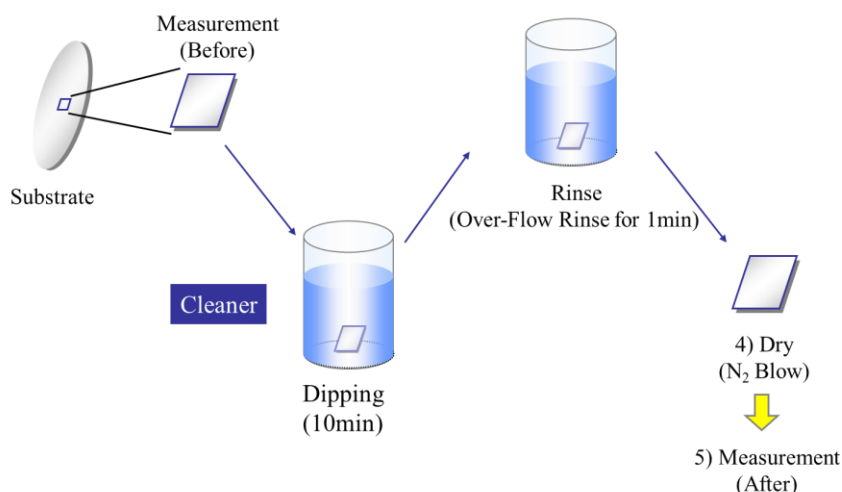 Measurement
(Before)
Substrate
Cleaner
Dipping
(10min)
Rinse
(Over-Flow Rinse for 1min)
4) Dry
(N₂ Blow)
5) Measurement
(After)